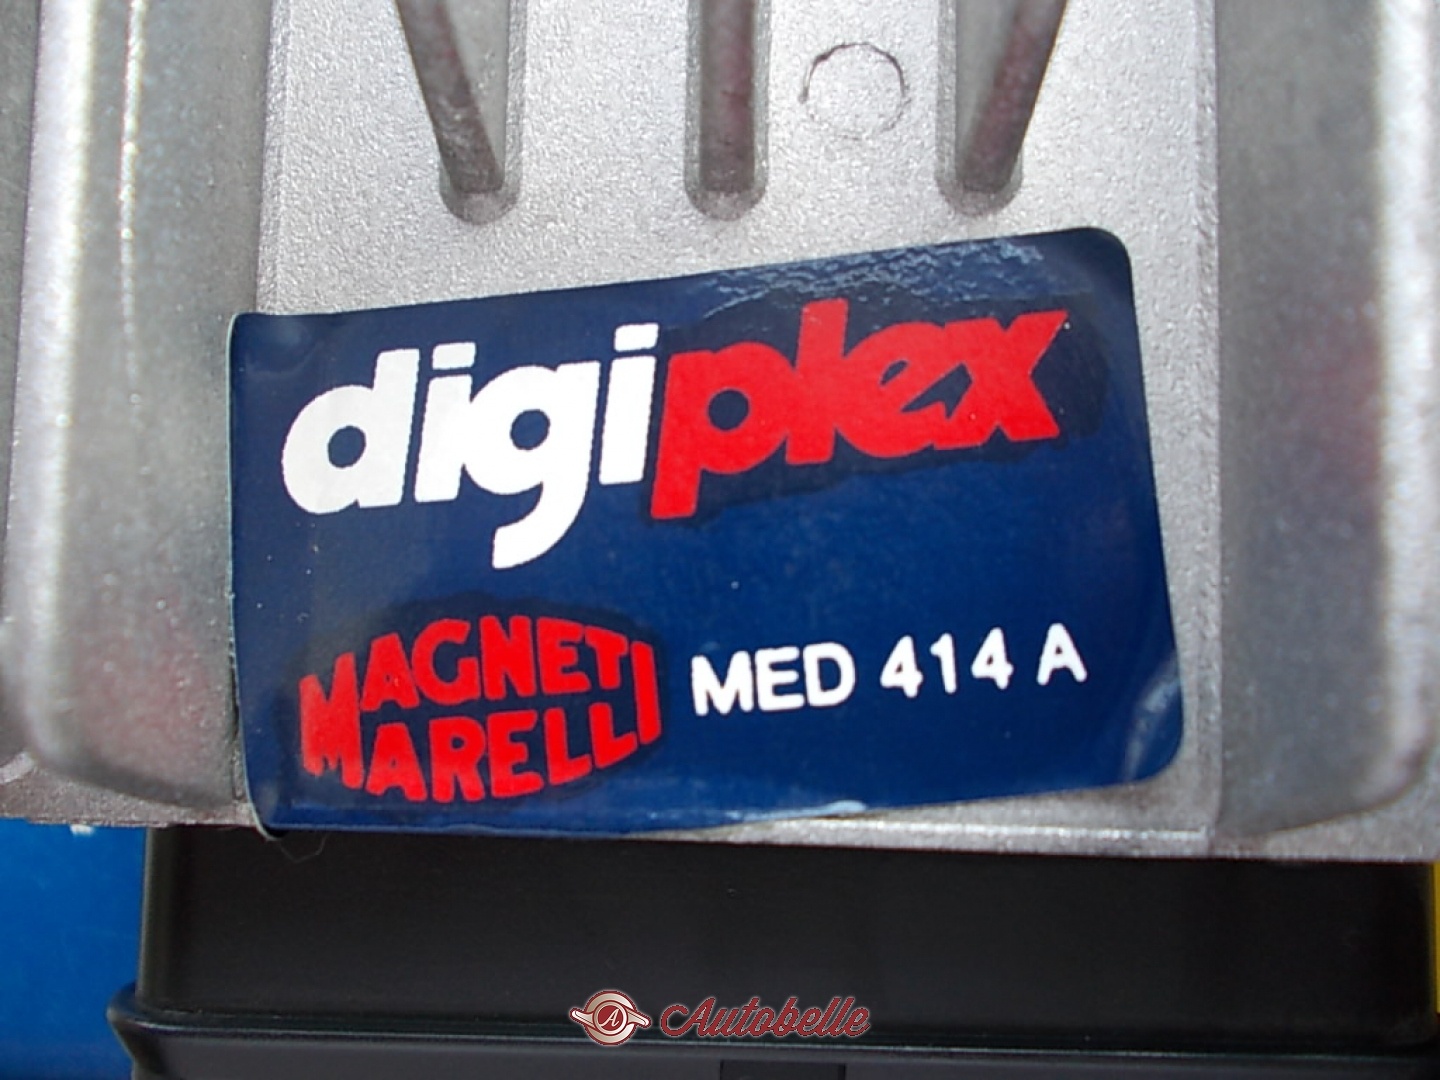 digiplex
MAGNETI
MARELLI
MED 414 A
A Autobelle